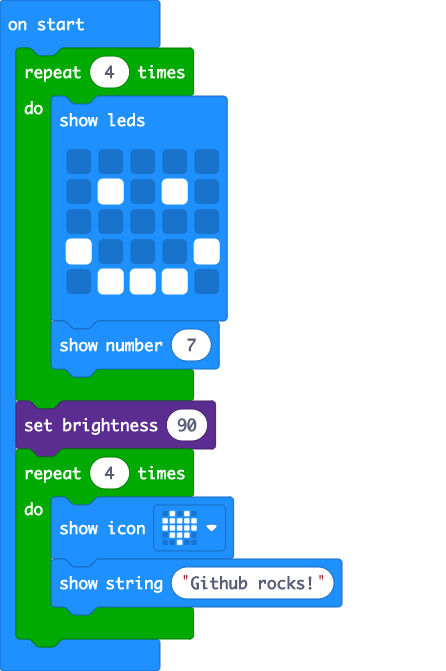 on start
repeat 4 times
do
show leds
show number 7
set brightness 90
repeat 4 times
do
show icon
show string "Github rocks!"